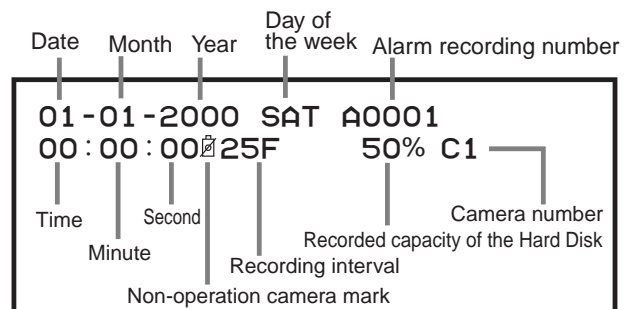 Day of
Date Month Year the week Alarm recording number
01-01-2000 SAT A0001
00:00:00 25F 50% C1
Time Second Camera number
Minute Recorded capacity of the Hard Disk
Recording interval
Non-operation camera mark